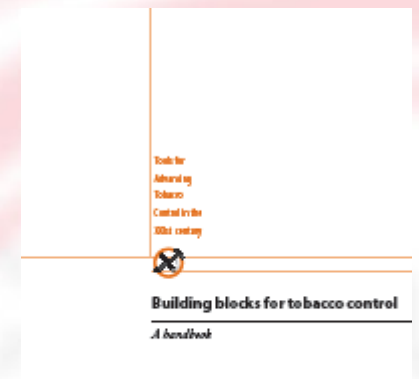 Tools for
Advancing
Tobacco
Control in the
XXIst century
Building blocks for tobacco control
A handbook